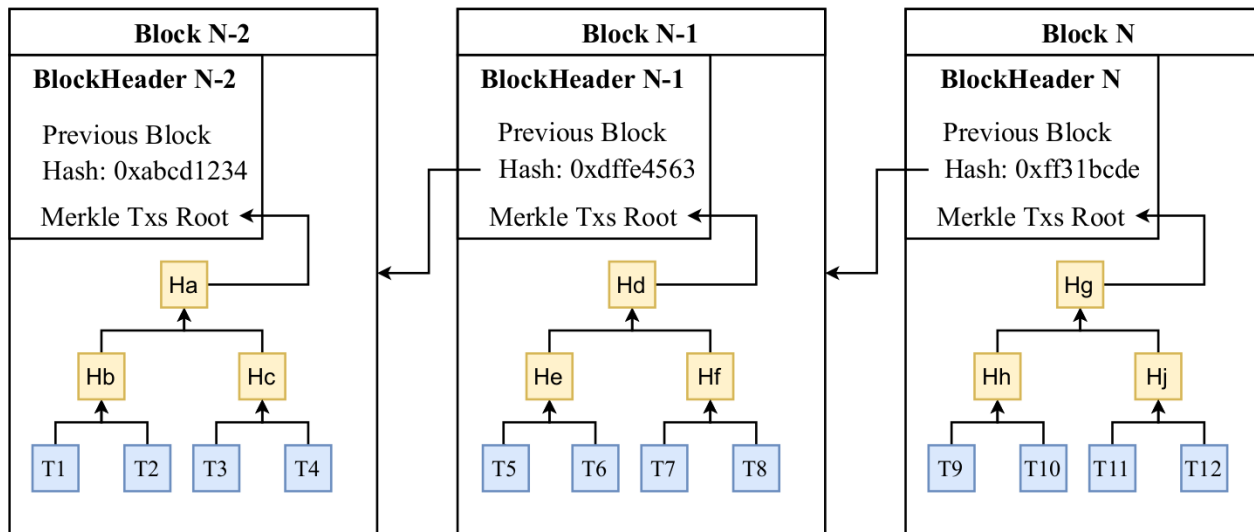 Block N-2
BlockHeader N-2
Previous Block
Hash: 0xabcd1234
Merkle Txs Root
Ha
Hb
Hc
T1
T2
T3
T4
Block N-1
BlockHeader N-1
Previous Block
Hash: 0xdffe4563
Merkle Txs Root
Hd
He
Hf
T5
T6
T7
T8
Block N
BlockHeader N
Previous Block
Hash: 0xff31bcde
Merkle Txs Root
Hg
Hh
Hj
T9
T10
T11
T12